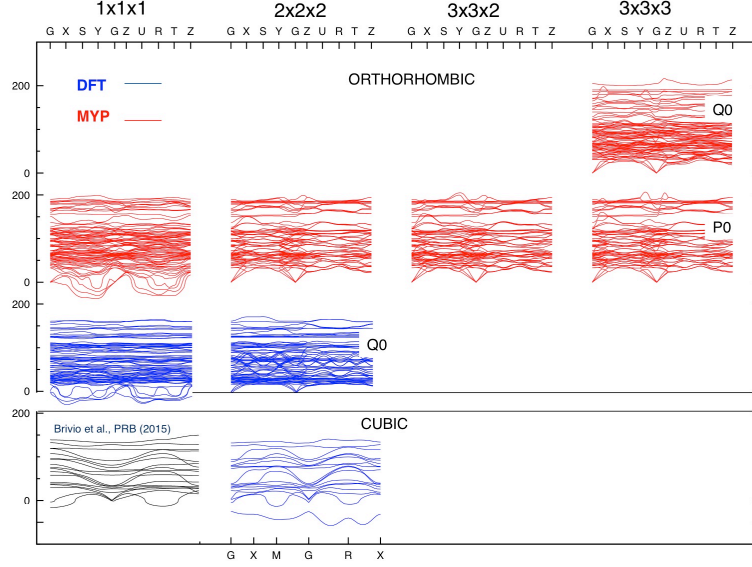 1x1x1 2x2x2 3x3x2 3x3x3
G X S Y G Z U R T Z G X S Y G Z U R T Z G X S Y G Z U R T Z G X S Y G Z U R T Z
200 DFT ORTHORHOMBIC
MYP Q0
0
200
P0
0
200
Q0
0
200 CUBIC
Brivio et al., PRB (2015)
0
G X M G R X